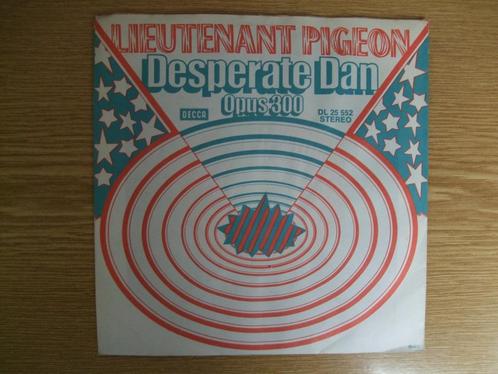 LIEUTENANT PIGEON
Desperate Dan
Opus 300
DECCA
DL 25 552
STEREO